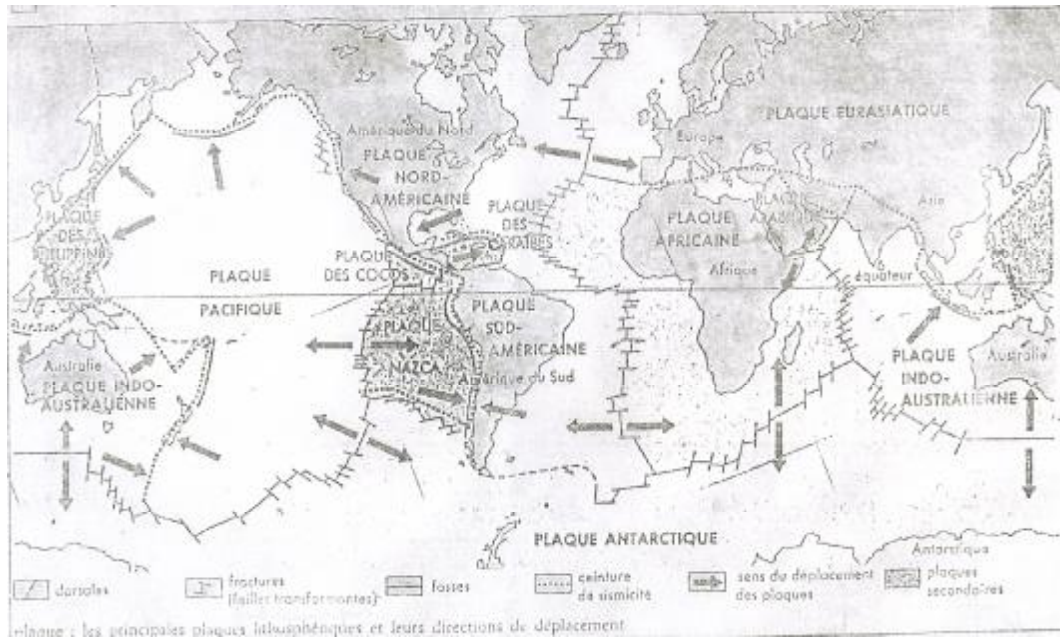 PLAQUE EURASIATIQUE
Amérique du Nord
PLAQUE
NORD-
AMÉRICAINE
Europe
Asie
PLAQUE
DES
PLAQUE
DES
PLAQUE
PLAQUE
AFRICAINE
Afrique
PLAQUE
DES COCOS
équateur
PLAQUE
PACIFIQUE
PLAQUE
NAZCA
PLAQUE
SUD-
AMÉRICAINE
Amérique du Sud
Australie
PLAQUE INDO-
AUSTRALIENNE
PLAQUE
INDO-
AUSTRALIENNE
Australie
PLAQUE ANTARCTIQUE
Antarctique
dorsales
fractures
(failles transformantes)
fosses
ceinture
de sismicité
sens du déplacement
des plaques
plaques
secondaires
plaque : les principales plaques lithosphériques et leurs directions de déplacement